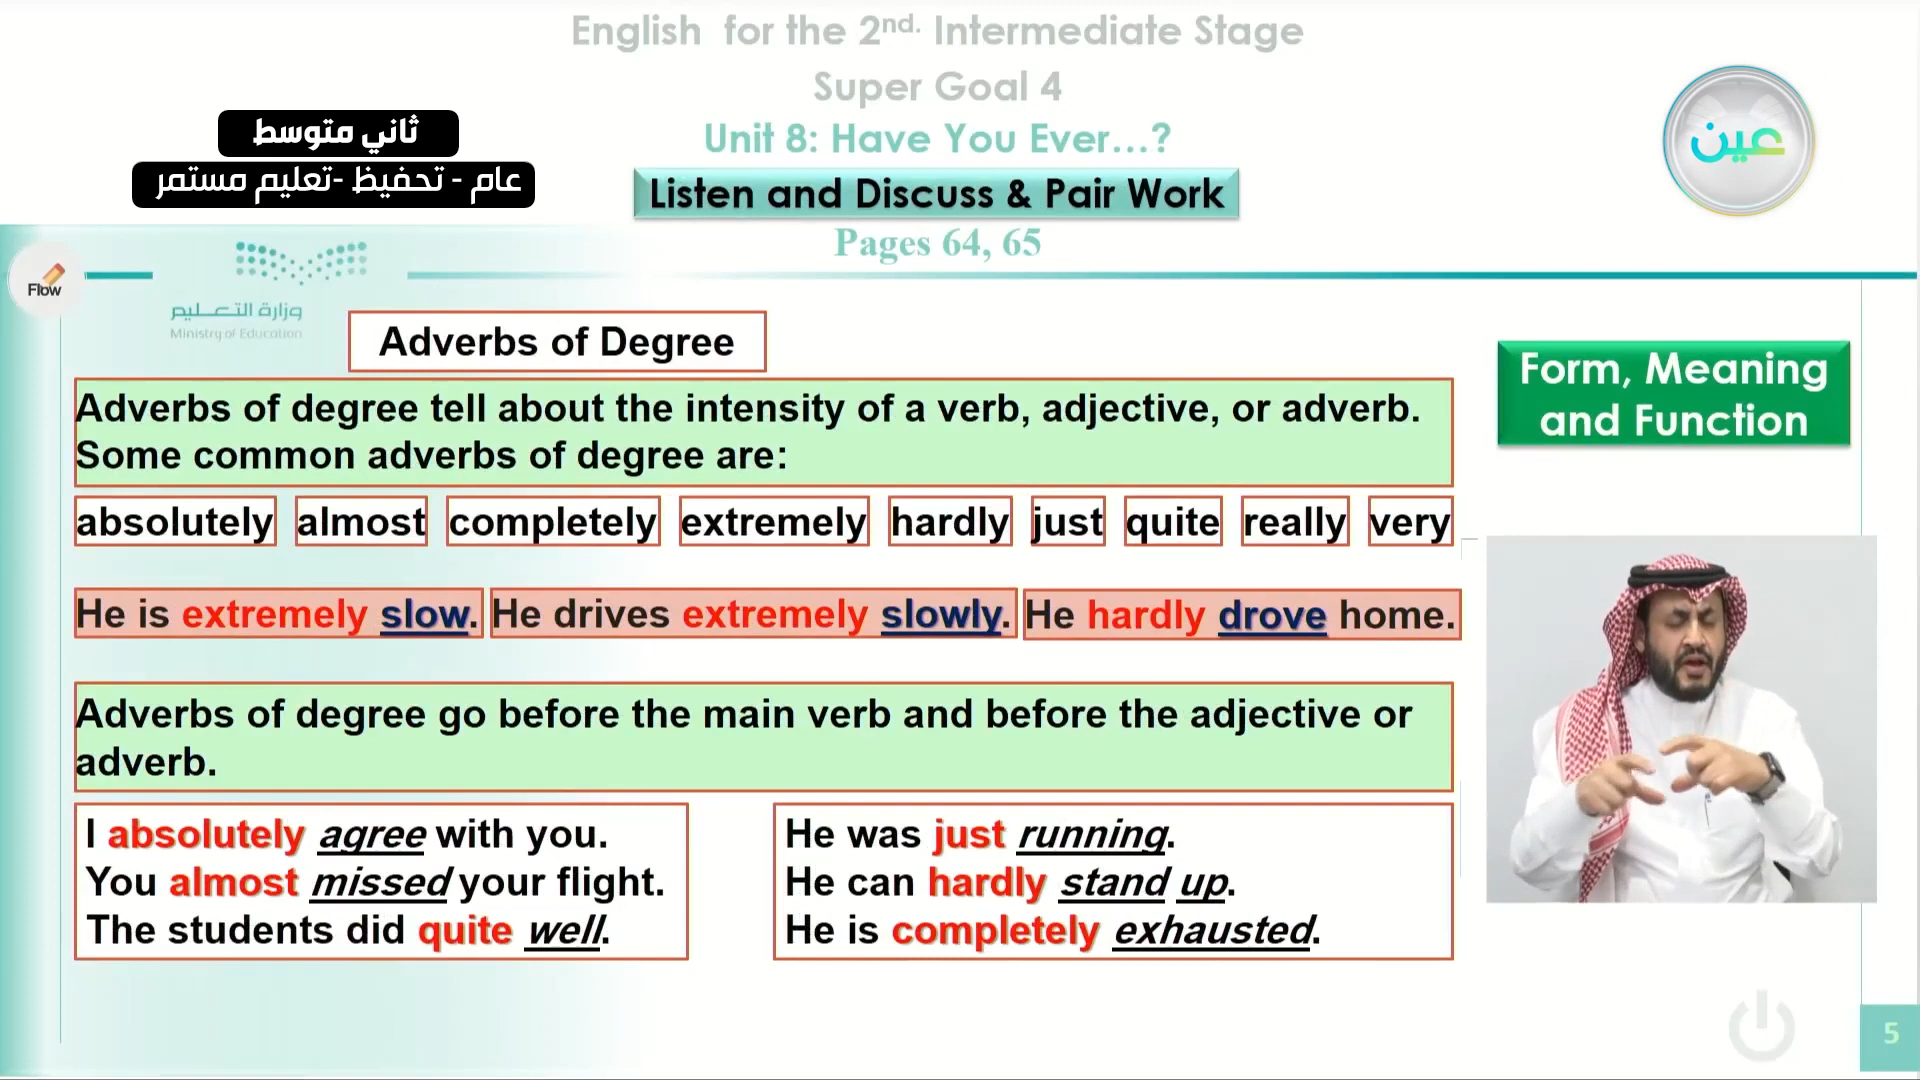 English for the 2nd. Intermediate Stage
Super Goal 4
Unit 8: Have You Ever...?
Listen and Discuss & Pair Work
Pages 64, 65
ثاني متوسط
عام - تحفيظ -تعليم مستمر
عين
Flow
وزارة التعليم
Ministry of Education
Adverbs of Degree
Form, Meaning
and Function
Adverbs of degree tell about the intensity of a verb, adjective, or adverb.
Some common adverbs of degree are:
absolutely almost completely extremely hardly just quite really very
He is extremely slow. He drives extremely slowly. He hardly drove home.
Adverbs of degree go before the main verb and before the adjective or
adverb.
I absolutely agree with you.
You almost missed your flight.
The students did quite well.
He was just running.
He can hardly stand up.
He is completely exhausted.
5